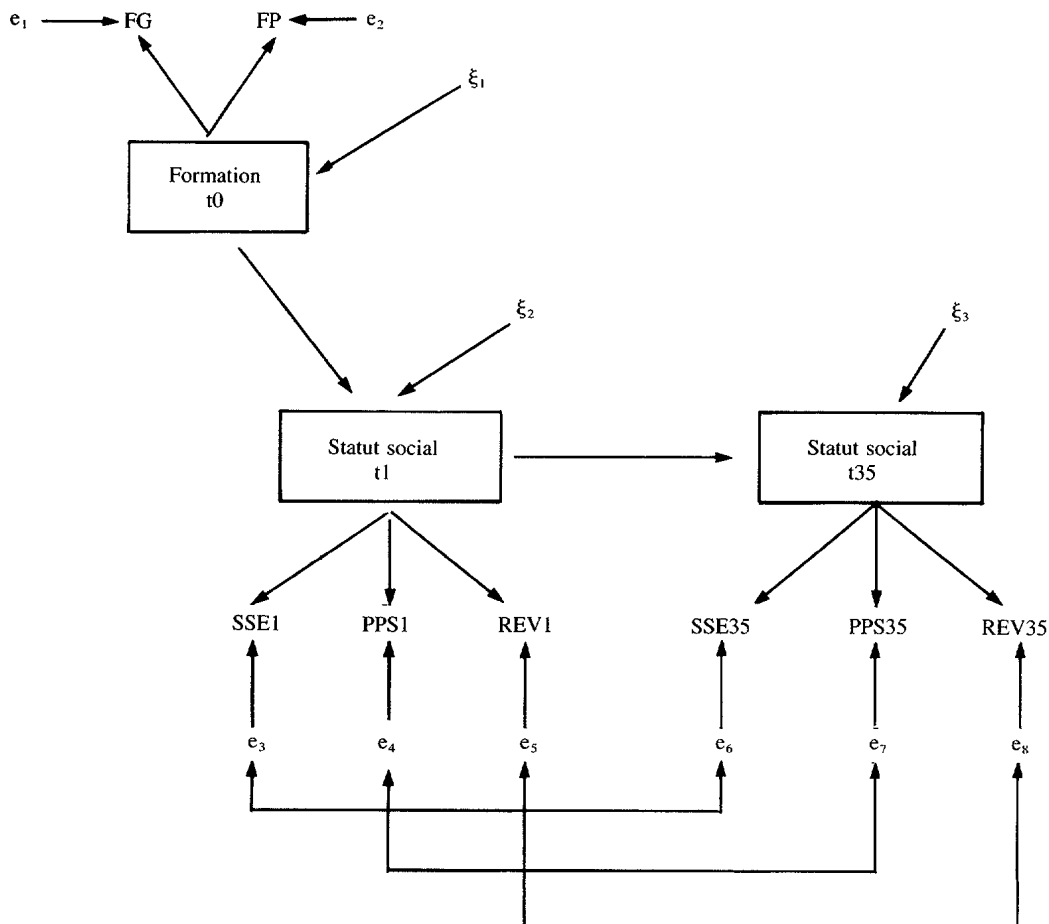 e₁ FG FP e₂
ξ₁
Formation
t0
ξ₂ ξ₃
Statut social
t1
Statut social
t35
SSE1 PPS1 REV1 SSE35 PPS35 REV35
e₃ e₄ e₅ e₆ e₇ e₈